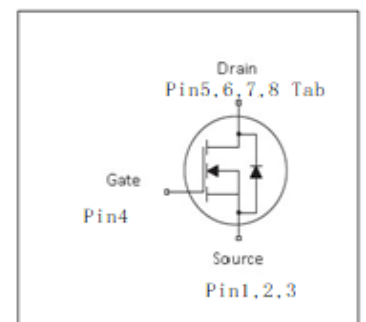 Drain
Pin5,6,7,8 Tab
Gate
Pin4
Source
Pin1,2,3